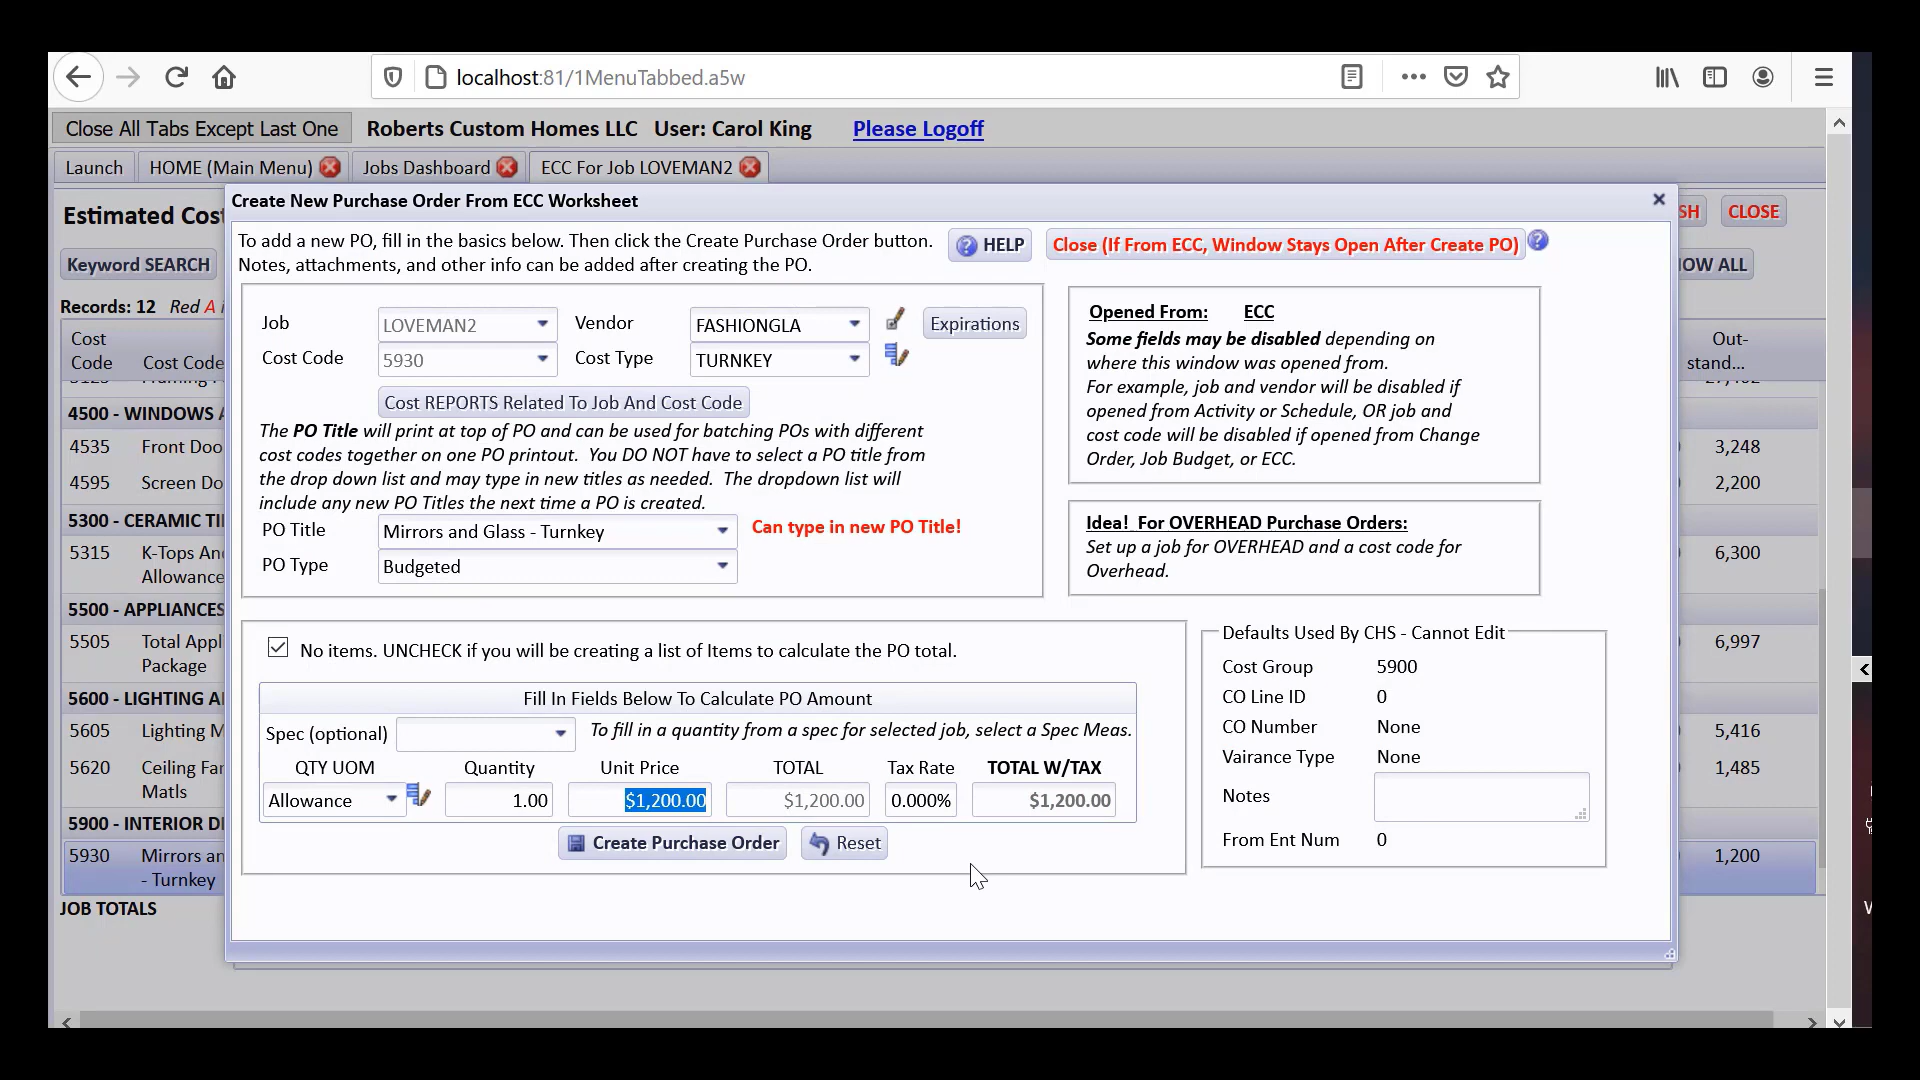 localhost:81/1MenuTabbed.a5w
Close All Tabs Except Last One
Roberts Custom Homes LLC
User: Carol King
Please Logoff
Launch
HOME (Main Menu)
Jobs Dashboard
ECC For Job LOVEMAN2
Estimated Cos
SH
CLOSE
Keyword SEARCH
OW ALL
Records: 12 Red A i
Cost
Code
Cost Code
Out-
stand...
4500 - WINDOWS A
4535 Front Doo
3,248
4595 Screen Do
2,200
5300 - CERAMIC TI
5315 K-Tops An
Allowance
6,300
5500 - APPLIANCES
5505 Total Appl
Package
6,997
5600 - LIGHTING A
5605 Lighting M
5,416
5620 Ceiling Fan
Matls
1,485
5900 - INTERIOR D
5930 Mirrors an
- Turnkey
1,200
JOB TOTALS
Create New Purchase Order From ECC Worksheet
To add a new PO, fill in the basics below. Then click the Create Purchase Order button.
Notes, attachments, and other info can be added after creating the PO.
HELP
Close (If From ECC, Window Stays Open After Create PO)
Job LOVEMAN2 Vendor FASHIONGLA
Expirations
Cost Code 5930 Cost Type TURNKEY
Cost REPORTS Related To Job And Cost Code
The PO Title will print at top of PO and can be used for batching POs with different
cost codes together on one PO printout. You DO NOT have to select a PO title from
the drop down list and may type in new titles as needed. The dropdown list will
include any new PO Titles the next time a PO is created.
PO Title Mirrors and Glass - Turnkey
Can type in new PO Title!
PO Type Budgeted
Opened From: ECC
Some fields may be disabled depending on
where this window was opened from.
For example, job and vendor will be disabled if
opened from Activity or Schedule, OR job and
cost code will be disabled if opened from Change
Order, Job Budget, or ECC.
Idea! For OVERHEAD Purchase Orders:
Set up a job for OVERHEAD and a cost code for
Overhead.
No items. UNCHECK if you will be creating a list of Items to calculate the PO total.
Fill In Fields Below To Calculate PO Amount
Spec (optional)
To fill in a quantity from a spec for selected job, select a Spec Meas.
QTY UOM Quantity Unit Price TOTAL Tax Rate TOTAL W/TAX
Allowance 1.00 $1,200.00 $1,200.00 0.000% $1,200.00
Create Purchase Order
Reset
Defaults Used By CHS - Cannot Edit
Cost Group 5900
CO Line ID 0
CO Number None
Vairance Type None
Notes
From Ent Num 0